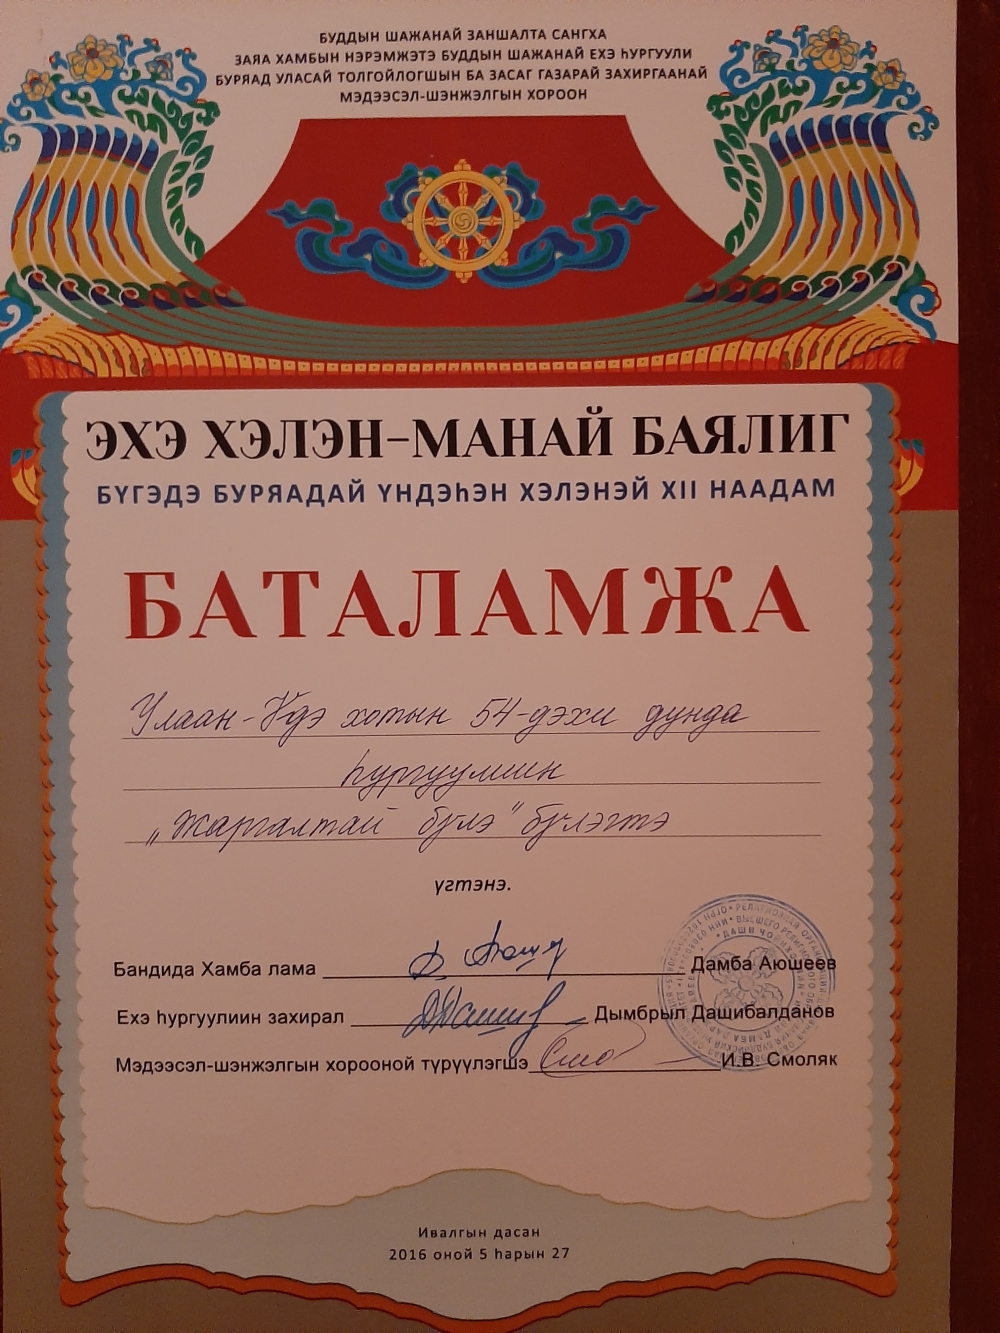 БУДДЫН ШАЖАНАЙ ЗАНШАЛТА САНГХА
ЗАЯА ХАМБЫН НЭРЭМЖЭТЭ БУДДЫН ШАЖАНАЙ ЕХЭ ҺУРГУУЛИ
БУРЯАД УЛАСАЙ ТОЛГОЙЛОГШЫН БА ЗАСАГ ГАЗАРАЙ ЗАХИРГААНАЙ
МЭДЭЭСЭЛ-ШЭНЖЭЛГЫН ХОРООН
ЭХЭ ХЭЛЭН-МАНАЙ БАЯЛИГ
БҮГЭДЭ БУРЯАДАЙ ҮНДЭҺЭН ХЭЛЭНЭЙ XII НААДАМ
БАТАЛАМЖА
Улаан-Үдэ хотын 54-дэхи дунда
һургуулиин
„Жаргалтай бүлэ" бүлэгтэ
үгтэнэ.
Бандида Хамба лама Дамба Аюшеев
Ехэ һургуулиин захирал Дымбрыл Дашибалданов
Мэдээсэл-шэнжэлгын хорооной түрүүлэгшэ И.В. Смоляк
Ивалгын дасан
2016 оной 5 һарын 27